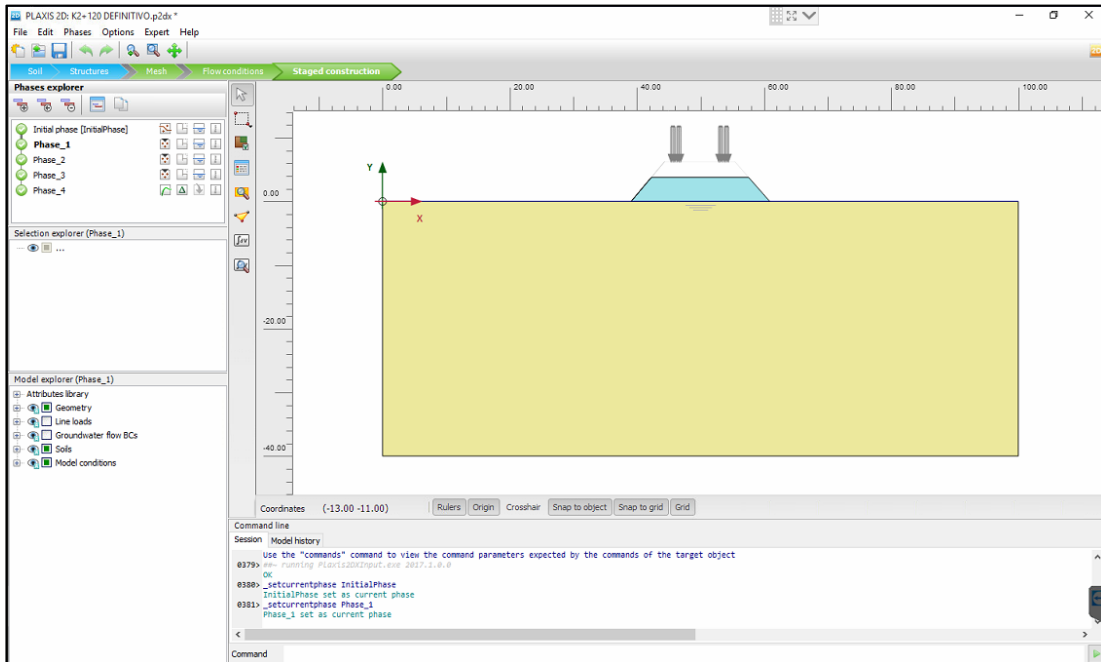 PLAXIS 2D: K2+120 DEFINITIVO.p2dx *
File Edit Phases Options Expert Help
Soil Structures Mesh Flow conditions Staged construction
Phases explorer
Initial phase [InitialPhase]
Phase_1
Phase_2
Phase_3
Phase_4
Selection explorer (Phase_1)
...
Model explorer (Phase_1)
Attributes library
Geometry
Line loads
Groundwater flow BCs
Soils
Model conditions
0.00 20.00 40.00 60.00 80.00 100.00
0.00
-20.00
-40.00
Y
X
Coordinates (-13.00 -11.00) Rulers Origin Crosshair Snap to object Snap to grid Grid
Command line
Session Model history
Use the "commands" command to view the command parameters expected by the commands of the target object
0379> ##~ running Plaxis2DXInput.exe 2017.1.0.0
OK
0380> _setcurrentphase InitialPhase
InitialPhase set as current phase
0381> _setcurrentphase Phase_1
Phase_1 set as current phase
Command